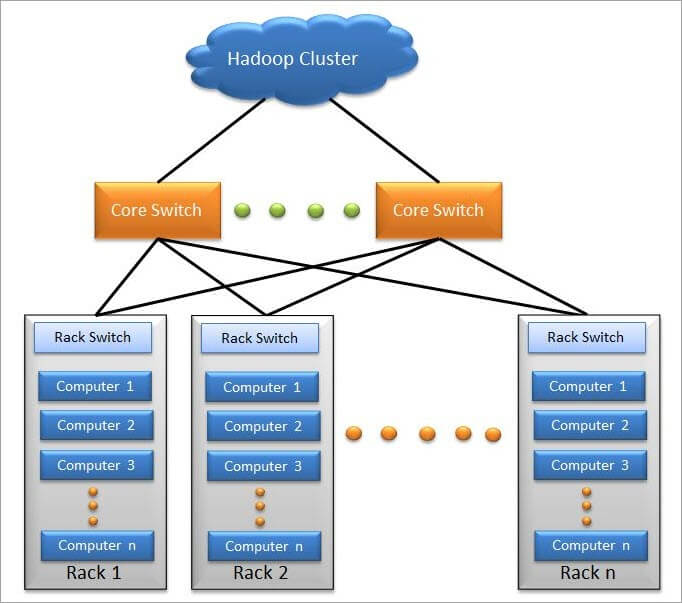 Hadoop Cluster
Core Switch
Core Switch
Rack Switch
Computer 1
Computer 2
Computer 3
Computer n
Rack 1
Rack Switch
Computer 1
Computer 2
Computer 3
Computer n
Rack 2
Rack Switch
Computer 1
Computer 2
Computer 3
Computer n
Rack n